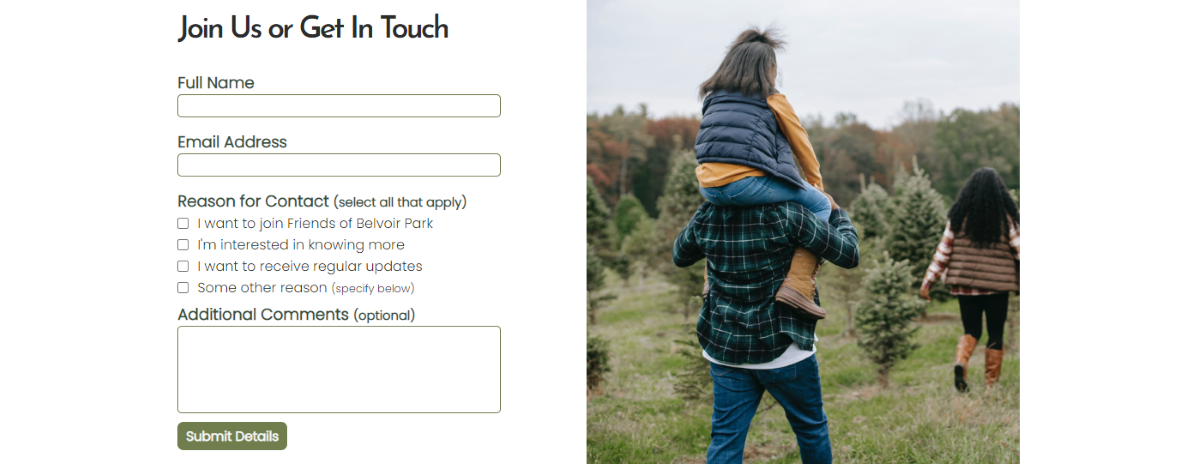 Join Us or Get In Touch
Full Name
Email Address
Reason for Contact (select all that apply)
I want to join Friends of Belvoir Park
I'm interested in knowing more
I want to receive regular updates
Some other reason (specify below)
Additional Comments (optional)
Submit Details